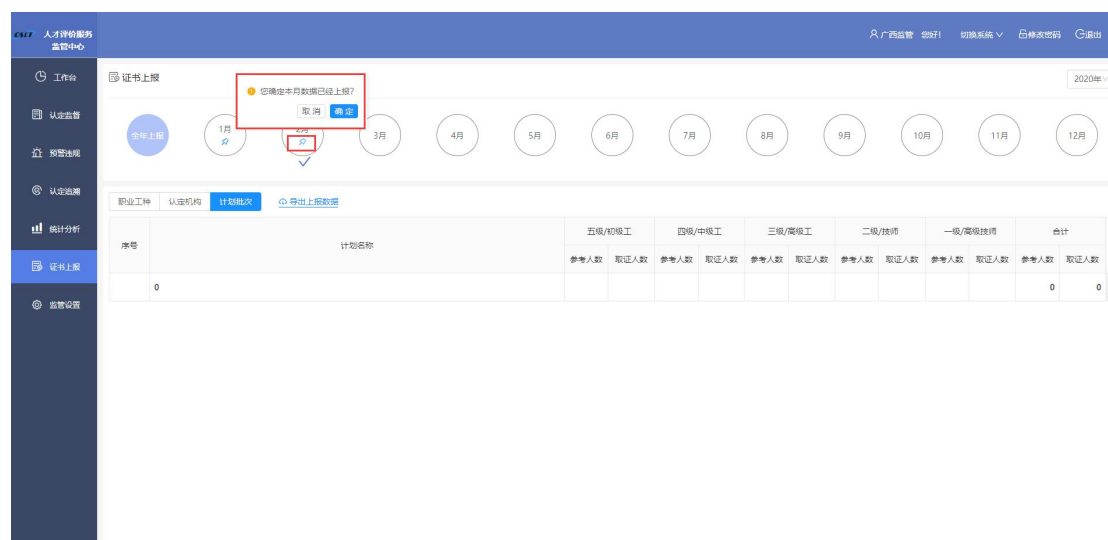 OSLT 人才评价服务
监管中心
广西监管 您好! 切换系统 修改密码 退出
工作台
认定监督
预警违规
认定追溯
统计分析
证书上报
监管设置
证书上报
2020年
您确定本月数据已经上报?
取消 确定
全年上报 1月 2月 3月 4月 5月 6月 7月 8月 9月 10月 11月 12月
职业工种 认定机构 计划批次 导出上报数据
序号 计划名称 五级/初级工 四级/中级工 三级/高级工 二级/技师 一级/高级技师 合计
参考人数 取证人数 参考人数 取证人数 参考人数 取证人数 参考人数 取证人数 参考人数 取证人数 参考人数 取证人数
0 0 0